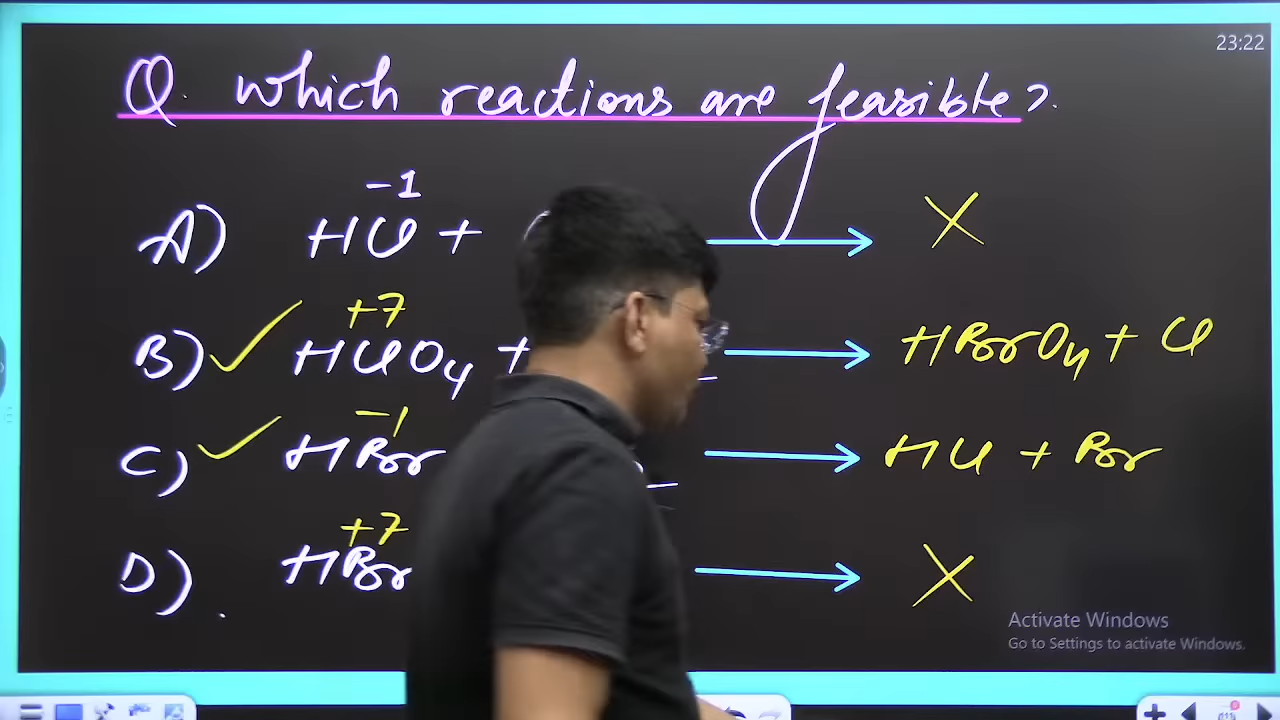 23:22
Q. Which reactions are feasible?
-1
A) HCl + → X
+7
B) ✓ HClO4 + → HBrO4 + Cl
-1
C) ✓ HBr → HCl + Br
+7
D) HBr → X
Activate Windows
Go to Settings to activate Windows.